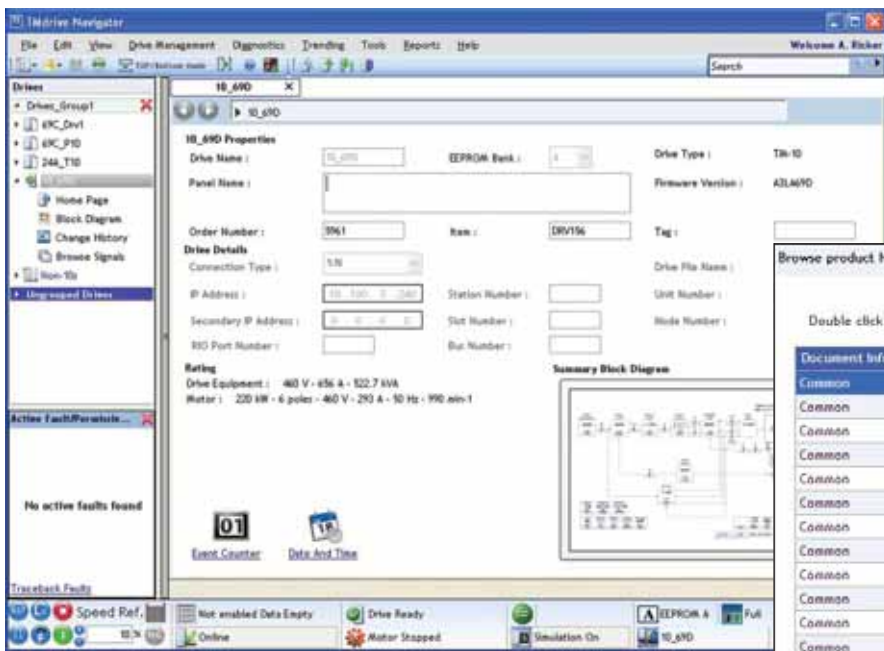 TMdrive Navigator
File Edit View Drive Management Diagnostics Trending Tools Reports Help
Welcome A. Ricker
Search
Drives
Drives_Group1
69C_Drv1
69C_P10
24A_T10
Home Page
Block Diagram
Change History
Browse Signals
Non-10s
Ungrouped Drives
10_69D
10_69D
10_69D Properties
Drive Name :
EEPROM Bank :
Drive Type : TM-10
Panel Name :
Firmware Version :
Order Number : 5961
Item : DRV156
Tag :
Drive Details
Connection Type :
Drive File Name :
IP Address :
Station Number :
Unit Number :
Secondary IP Address :
Slot Number :
Node Number :
RIO Port Number :
Bus Number :
Rating
Drive Equipment : 460 V - 656 A - 522.7 kVA
Motor : 220 kW - 6 poles - 460 V - 293 A - 50 Hz - 990 min-1
Summary Block Diagram
01
Event Counter
Date And Time
No active faults found
Traceback Faults
Speed Ref.
Not enabled Data Empty
Drive Ready
EEPROM A
Full
Online
Motor Stopped
Simulation On
10_69D
Browse product
Double click
Document
Common
Common
Common
Common
Common
Common
Common
Common
Common
Common
Common
Common